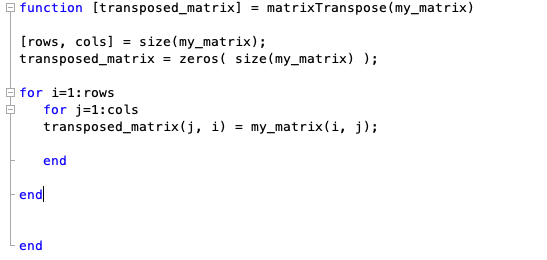 function [transposed_matrix] = matrixTranspose(my_matrix)
[rows, cols] = size(my_matrix);
transposed_matrix = zeros( size(my_matrix) );
for i=1:rows
for j=1:cols
transposed_matrix(j, i) = my_matrix(i, j);
end
end
end